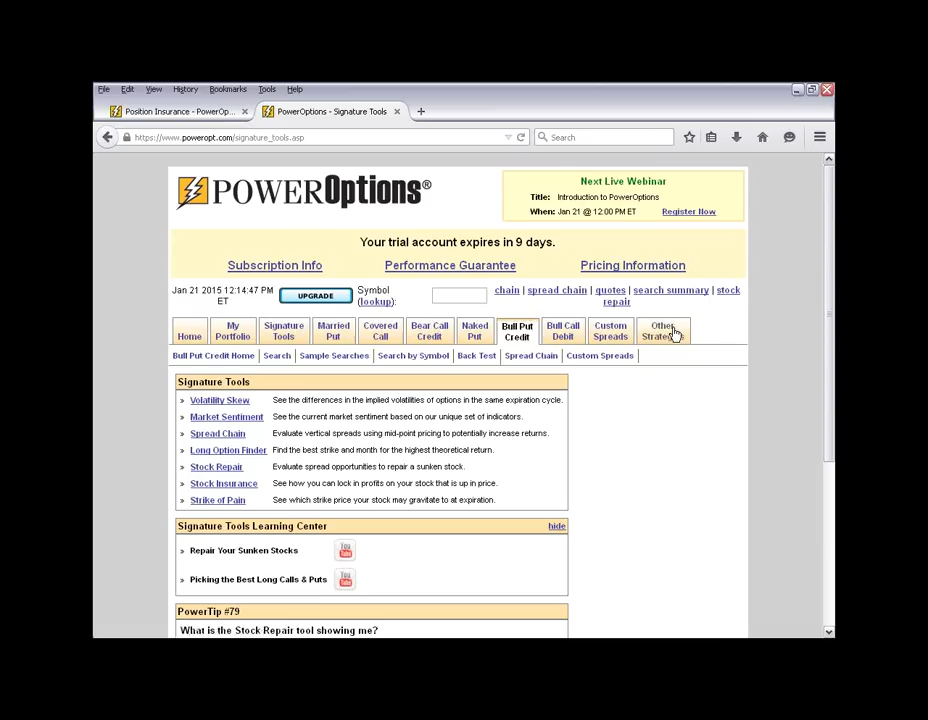 File Edit View History Bookmarks Tools Help
Position Insurance - PowerOp... × PowerOptions - Signature Tools × +
https://www.poweropt.com/signature_tools.asp Search
POWEROptions®
Next Live Webinar
Title: Introduction to PowerOptions
When: Jan 21 @ 12:00 PM ET Register Now
Your trial account expires in 9 days.
Subscription Info Performance Guarantee Pricing Information
Jan 21 2015 12:14:47 PM ET
UPGRADE
Symbol (lookup):
chain | spread chain | quotes | search summary | stock repair
Home My Portfolio Signature Tools Married Put Covered Call Bear Call Credit Naked Put Bull Put Credit Bull Call Debit Custom Spreads Other
Bull Put Credit Home | Search | Sample Searches | Search by Symbol | Back Test | Spread Chain | Custom Spreads |
Signature Tools
» Volatility Skew See the differences in the implied volatilities of options in the same expiration cycle.
» Market Sentiment See the current market sentiment based on our unique set of indicators.
» Spread Chain Evaluate vertical spreads using mid-point pricing to potentially increase returns.
» Long Option Finder Find the best strike and month for the highest theoretical return.
» Stock Repair Evaluate spread opportunities to repair a sunken stock.
» Stock Insurance See how you can lock in profits on your stock that is up in price.
» Strike of Pain See which strike price your stock may gravitate to at expiration.
Signature Tools Learning Center hide
» Repair Your Sunken Stocks You Tube
» Picking the Best Long Calls & Puts You Tube
PowerTip #79
What is the Stock Repair tool showing me?